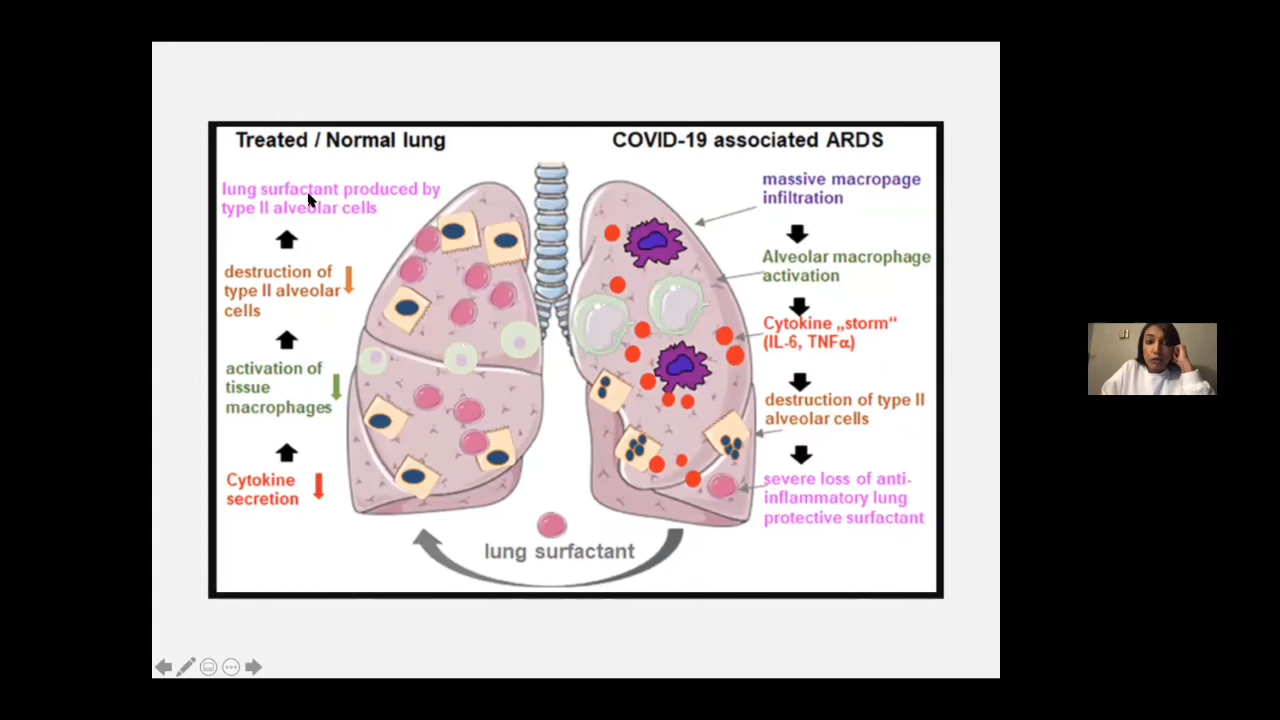 Treated / Normal lung
lung surfactant produced by
type II alveolar cells
destruction of
type II alveolar
cells
activation of
tissue
macrophages
Cytokine
secretion
COVID-19 associated ARDS
massive macropage
infiltration
Alveolar macrophage
activation
Cytokine „storm“
(IL-6, TNFα)
destruction of type II
alveolar cells
severe loss of anti-
inflammatory lung
protective surfactant
lung surfactant